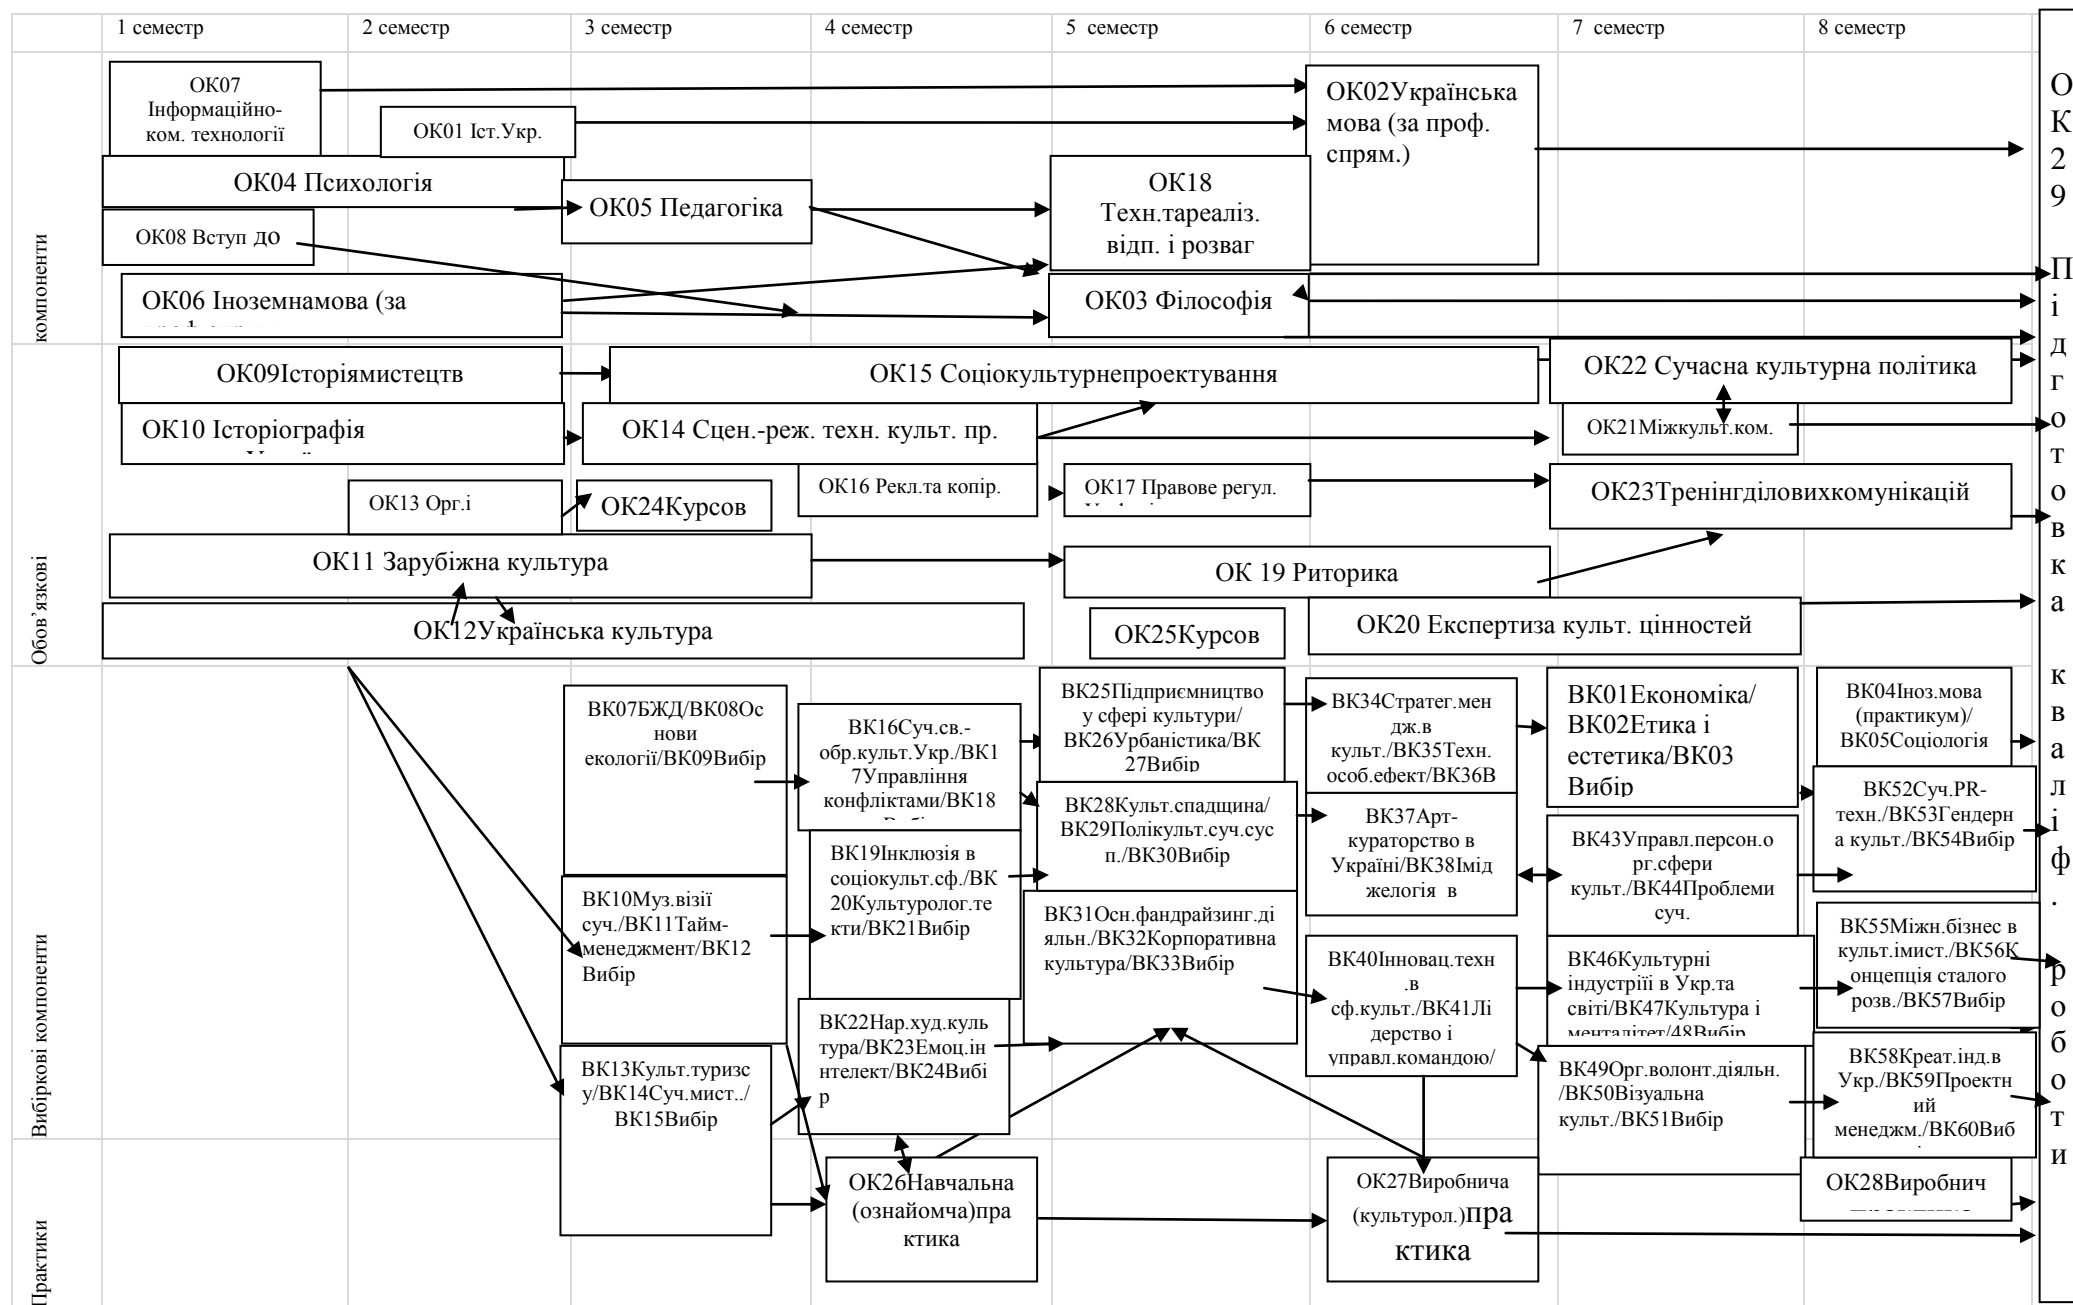 1 семестр
2 семестр
3 семестр
4 семестр
5 семестр
6 семестр
7 семестр
8 семестр
компоненти
ОК07
Інформаційно-
ком. технології
ОК01 Іст.Укр.
ОК02Українська
мова (за проф.
спрям.)
ОК04 Психологія
ОК05 Педагогіка
ОК18
Техн.тареаліз.
відп. і розваг
ОК08 Вступ до
ОК06 Іноземнамова (за
ОК03 Філософія
Обов’язкові
ОК09Історіямистецтв
ОК15 Соціокультурнепроектування
ОК22 Сучасна культурна політика
ОК10 Історіографія
ОК14 Сцен.-реж. техн. культ. пр.
ОК21Міжкульт.ком.
ОК13 Орг.і
ОК24Курсов
ОК16 Рекл.та копір.
ОК17 Правове регул.
ОК23Тренінгділовихкомунікацій
ОК11 Зарубіжна культура
ОК 19 Риторика
ОК12Українська культура
ОК25Курсов
ОК20 Експертиза культ. цінностей
Вибіркові компоненти
ВК07БЖД/ВК08Ос
нови
екології/ВК09Вибір
ВК10Муз.візії
суч./ВК11Тайм-
менеджмент/ВК12
Вибір
ВК13Культ.туризс
у/ВК14Суч.мист../
ВК15Вибір
ВК16Суч.св.-
обр.культ.Укр./ВК1
7Управління
конфліктами/ВК18
ВК19Інклюзія в
соціокульт.сф./ВК
20Культуролог.те
кти/ВК21Вибір
ВК22Нар.худ.куль
тура/ВК23Емоц.ін
телект/ВК24Вибі
р
ВК25Підприємництво
у сфері культури/
ВК26Урбаністика/ВК
27Вибір
ВК28Культ.спадщина/
ВК29Полікульт.суч.сус
п./ВК30Вибір
ВК31Осн.фандрайзинг.ді
яльн./ВК32Корпоративна
культура/ВК33Вибір
ВК34Стратег.мен
дж.в
культ./ВК35Техн.
особ.ефект/ВК36В
ВК37Арт-
кураторство в
Україні/ВК38Імід
желогія в
ВК40Інновац.техн
.в
сф.культ./ВК41Лі
дерство і
управл.командою/
ВК01Економіка/
ВК02Етика і
естетика/ВК03
Вибір
ВК43Управл.персон.о
рг.сфери
культ./ВК44Проблеми
суч.
ВК46Культурні
індустріїі в Укр.та
світі/ВК47Культура і
менталітет/48Вибір
ВК49Орг.волонт.діяльн.
/ВК50Візуальна
культ./ВК51Вибір
ВК04Іноз.мова
(практикум)/
ВК05Соціологія
ВК52Суч.PR-
техн./ВК53Гендерн
а культ./ВК54Вибір
ВК55Міжн.бізнес в
культ.імист./ВК56К
онцепція сталого
розв./ВК57Вибір
ВК58Креат.інд.в
Укр./ВК59Проектн
ий
менеджм./ВК60Виб
Практики
ОК26Навчальна
(ознайомча)пра
ктика
ОК27Виробнича
(культурол.)пра
ктика
ОК28Виробнич
ОК29 Підготовка кваліф. роботи